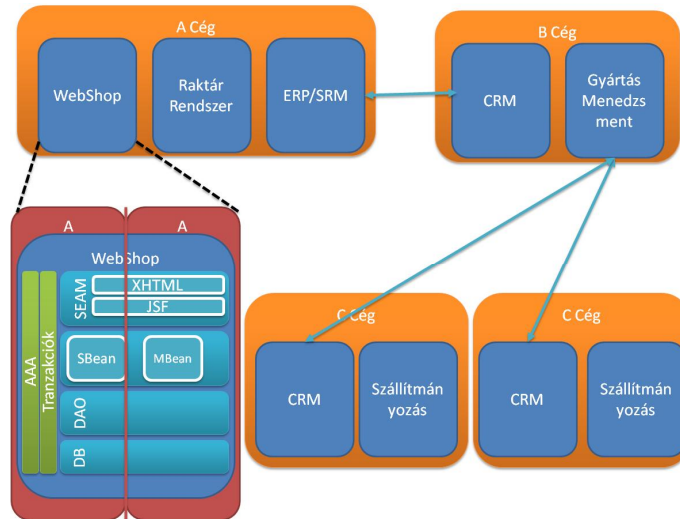 A Cég
WebShop
Raktár
Rendszer
ERP/SRM
B Cég
CRM
Gyártás
Menedzs
ment
A
A
WebShop
AAA
Tranzakciók
SEAM
XHTML
JSF
SBean
MBean
DAO
DB
C Cég
CRM
Szállítmán
yozás
C Cég
CRM
Szállítmán
yozás